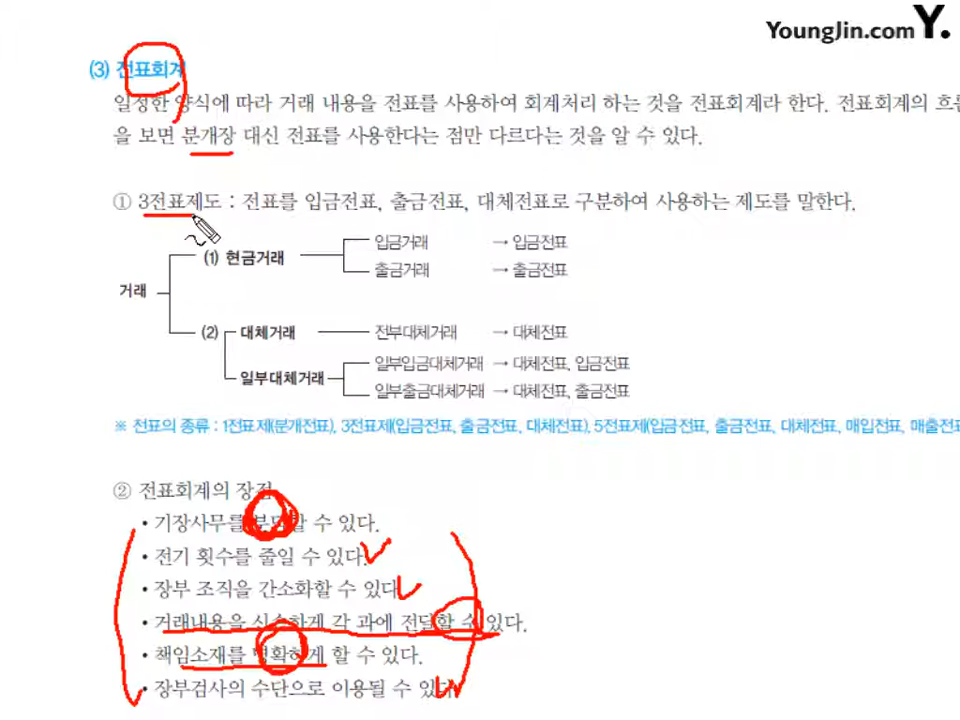 YoungJin.com Y.
(3) 전표회계
일정한 양식에 따라 거래 내용을 전표를 사용하여 회계처리 하는 것을 전표회계라 한다. 전표회계의 흐름
을 보면 분개장 대신 전표를 사용한다는 점만 다르다는 것을 알 수 있다.
① 3전표제도 : 전표를 입금전표, 출금전표, 대체전표로 구분하여 사용하는 제도를 말한다.
입금거래 → 입금전표
(1) 현금거래
출금거래 → 출금전표
거래
(2) 대체거래 전부대체거래 → 대체전표
일부입금대체거래 → 대체전표, 입금전표
일부대체거래
일부출금대체거래 → 대체전표, 출금전표
※ 전표의 종류 : 1전표제(분개전표), 3전표제(입금전표, 출금전표, 대체전표), 5전표제(입금전표, 출금전표, 대체전표, 매입전표, 매출전표
② 전표회계의 장점
• 기장사무를 분담할 수 있다.
• 전기 횟수를 줄일 수 있다.
• 장부 조직을 간소화할 수 있다
• 거래내용을 신속하게 각 과에 전달할 수 있다.
• 책임소재를 명확하게 할 수 있다.
• 장부검사의 수단으로 이용될 수 있다